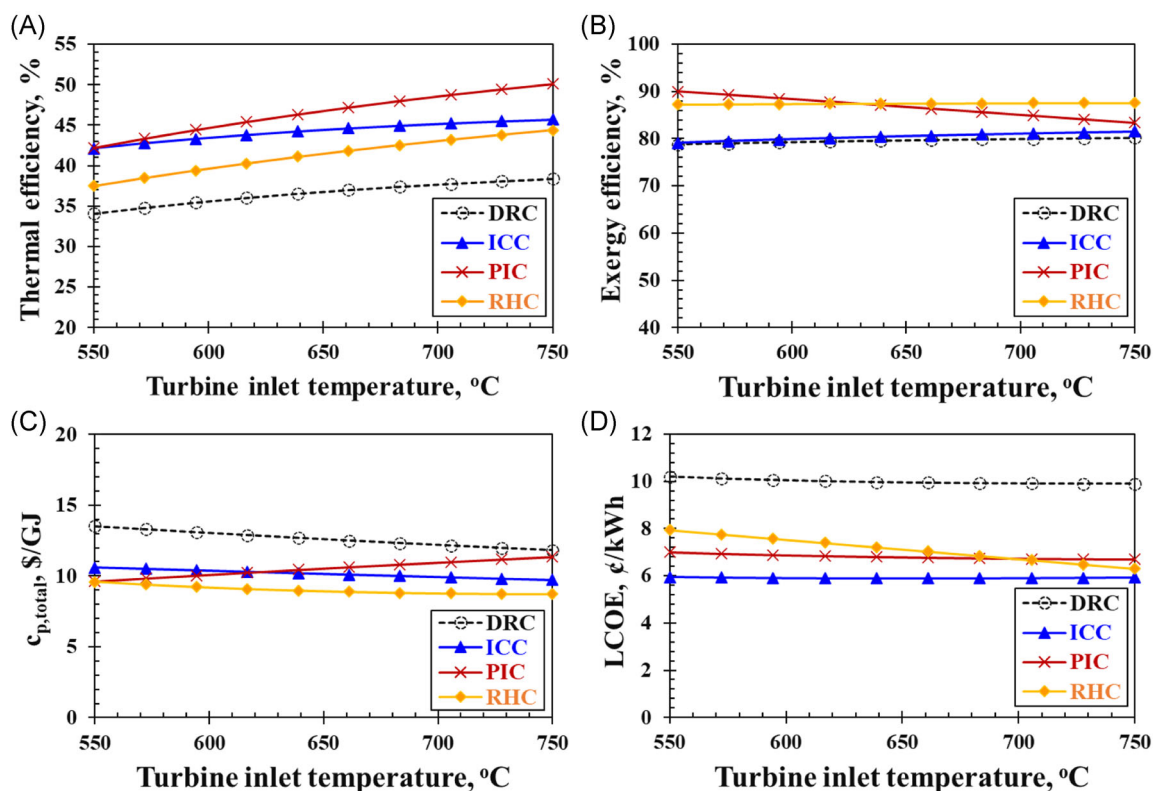 (A)
Thermal efficiency, %
55
50
45
40
35
30
25
20
550
600
650
700
750
Turbine inlet temperature, °C
DRC
ICC
PIC
RHC
(B)
Exergy efficiency, %
100
90
80
70
60
50
40
550
600
650
700
750
Turbine inlet temperature, °C
DRC
ICC
PIC
RHC
(C)
cp,total, $/GJ
20
15
10
5
0
550
600
650
700
750
Turbine inlet temperature, °C
DRC
ICC
PIC
RHC
(D)
LCOE, ¢/kWh
12
10
8
6
4
2
0
550
600
650
700
750
Turbine inlet temperature, °C
DRC
ICC
PIC
RHC